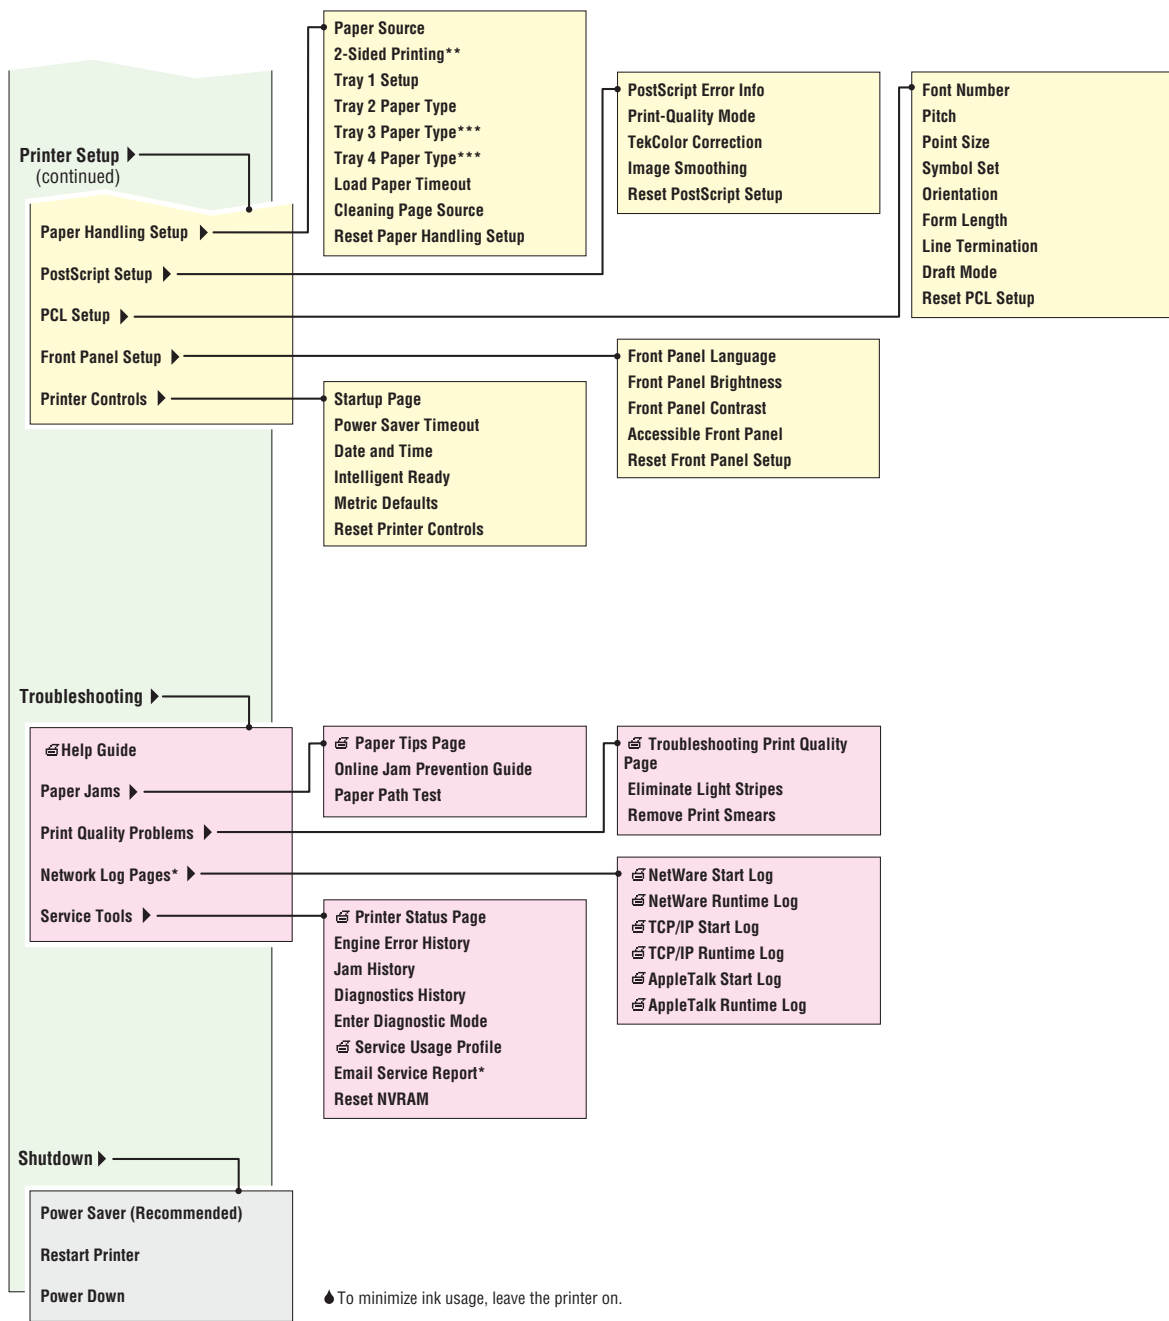 Printer Setup
(continued)
Paper Handling Setup
PostScript Setup
PCL Setup
Front Panel Setup
Printer Controls
Paper Source
2-Sided Printing**
Tray 1 Setup
Tray 2 Paper Type
Tray 3 Paper Type***
Tray 4 Paper Type***
Load Paper Timeout
Cleaning Page Source
Reset Paper Handling Setup
PostScript Error Info
Print-Quality Mode
TekColor Correction
Image Smoothing
Reset PostScript Setup
Font Number
Pitch
Point Size
Symbol Set
Orientation
Form Length
Line Termination
Draft Mode
Reset PCL Setup
Front Panel Language
Front Panel Brightness
Front Panel Contrast
Accessible Front Panel
Reset Front Panel Setup
Startup Page
Power Saver Timeout
Date and Time
Intelligent Ready
Metric Defaults
Reset Printer Controls
Troubleshooting
Help Guide
Paper Jams
Print Quality Problems
Network Log Pages*
Service Tools
Paper Tips Page
Online Jam Prevention Guide
Paper Path Test
Troubleshooting Print Quality
Page
Eliminate Light Stripes
Remove Print Smears
NetWare Start Log
NetWare Runtime Log
TCP/IP Start Log
TCP/IP Runtime Log
AppleTalk Start Log
AppleTalk Runtime Log
Printer Status Page
Engine Error History
Jam History
Diagnostics History
Enter Diagnostic Mode
Service Usage Profile
Email Service Report*
Reset NVRAM
Shutdown
Power Saver (Recommended)
Restart Printer
Power Down
To minimize ink usage, leave the printer on.